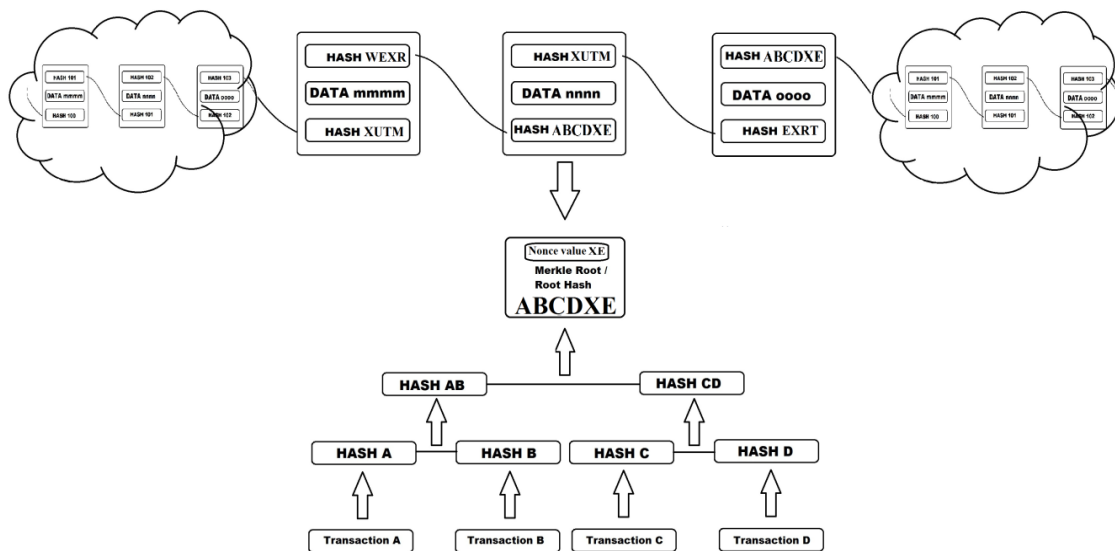 HASH 101
DATA mmmm
HASH 100
HASH 102
DATA nnnn
HASH 101
HASH 103
DATA oooo
HASH 102
HASH WEXR
DATA mmmm
HASH XUTM
HASH XUTM
DATA nnnn
HASH ABCDXE
HASH ABCDXE
DATA oooo
HASH EXRT
HASH 101
DATA mmmm
HASH 100
HASH 102
DATA nnnn
HASH 101
HASH 103
DATA oooo
HASH 102
Nonce value XE
Merkle Root /
Root Hash
ABCDXE
HASH AB
HASH CD
HASH A
HASH B
HASH C
HASH D
Transaction A
Transaction B
Transaction C
Transaction D